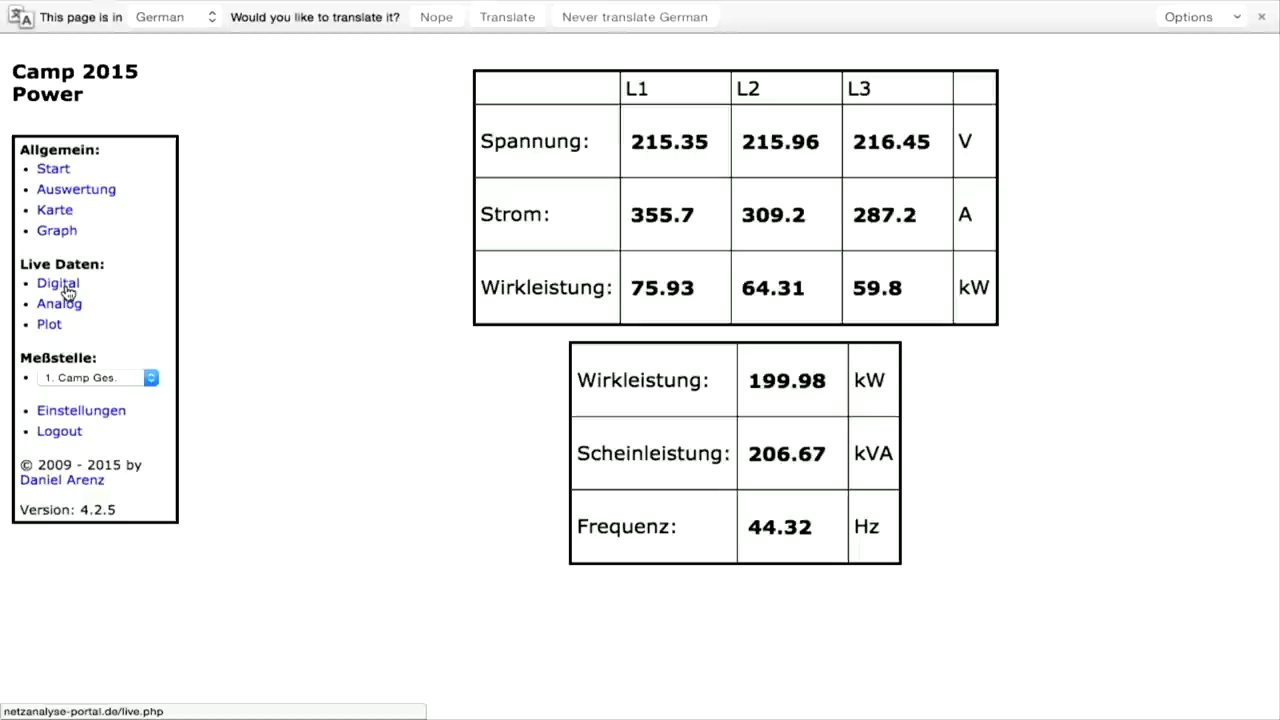 This page is in German Would you like to translate it? Nope Translate Never translate German Options
Camp 2015
Power
Allgemein:
Start
Auswertung
Karte
Graph
Live Daten:
Digital
Analog
Plot
Meßstelle:
1. Camp Ges.
Einstellungen
Logout
© 2009 - 2015 by
Daniel Arenz
Version: 4.2.5
L1 L2 L3
Spannung: 215.35 215.96 216.45 V
Strom: 355.7 309.2 287.2 A
Wirkleistung: 75.93 64.31 59.8 kW
Wirkleistung: 199.98 kW
Scheinleistung: 206.67 kVA
Frequenz: 44.32 Hz
netzanalyse-portal.de/live.php